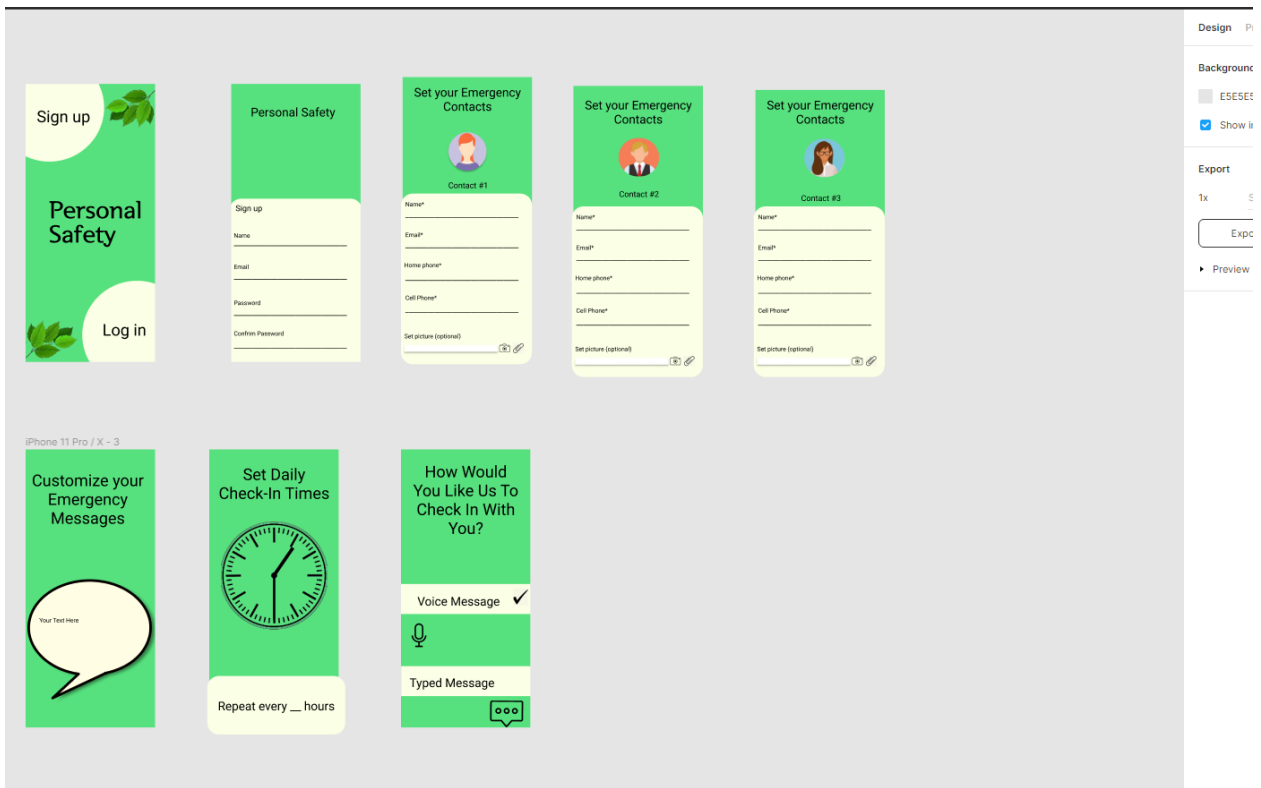 Design
Background
E5E5E5
Export
1x
Preview
Sign up
Personal
Safety
Log in
Personal Safety
Sign up
Name
Email
Password
Confrim Password
Set your Emergency
Contacts
Contact #1
Name*
Email*
Home phone*
Cell Phone*
Set picture (optional)
Set your Emergency
Contacts
Contact #2
Name*
Email*
Home phone*
Cell Phone*
Set picture (optional)
Set your Emergency
Contacts
Contact #3
Name*
Email*
Home phone*
Cell Phone*
Set picture (optional)
iPhone 11 Pro / X - 3
Customize your
Emergency
Messages
Your Text Here
Set Daily
Check-In Times
Repeat every __ hours
How Would
You Like Us To
Check In With
You?
Voice Message
Typed Message